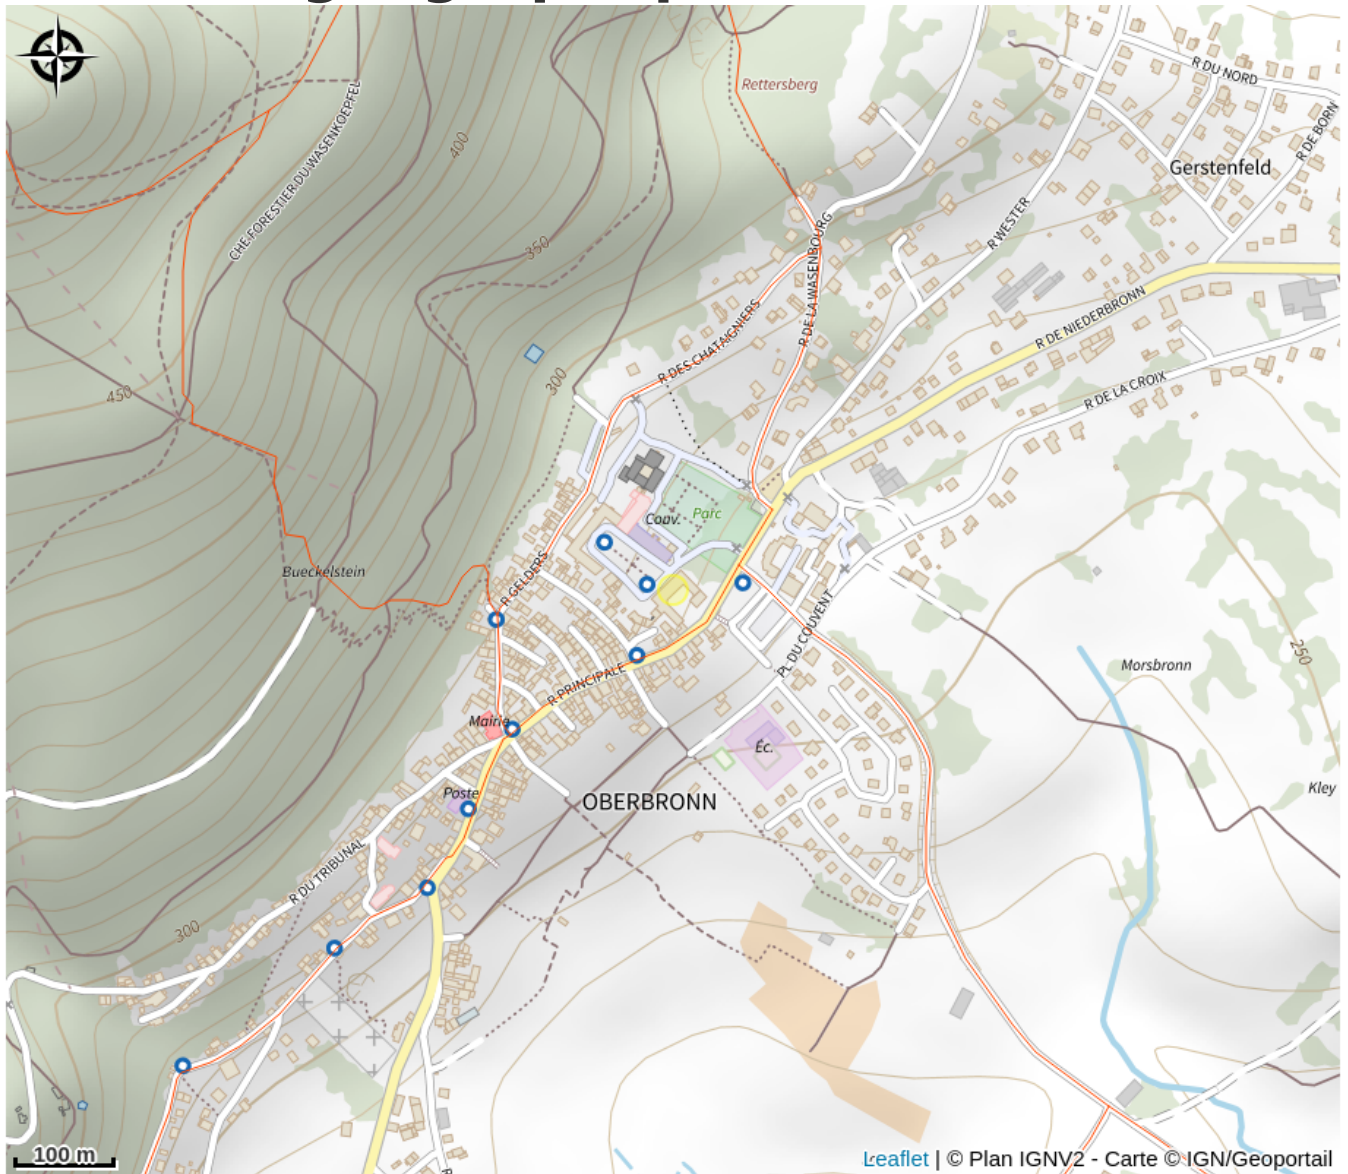 Rettersberg
R DU NORD
R DE BORN
Gerstenfeld
CHE FORESTIER DU WASENKOEPFEL
400
350
R WESTER
R DE LA WASENBOURG
R DE NIEDERBRONN
R DES CHATAIGNIERS
R DE LA CROIX
300
450
Parc
Couv.
Bueckelstein
R GELDERS
PL DU COUVENT
250
Morsbronn
R PRINCIPALE
Mairie
Éc.
Kley
Poste
OBERBRONN
R DU TRIBUNAL
300
100 m
Leaflet | © Plan IGNV2 - Carte © IGN/Geoportail